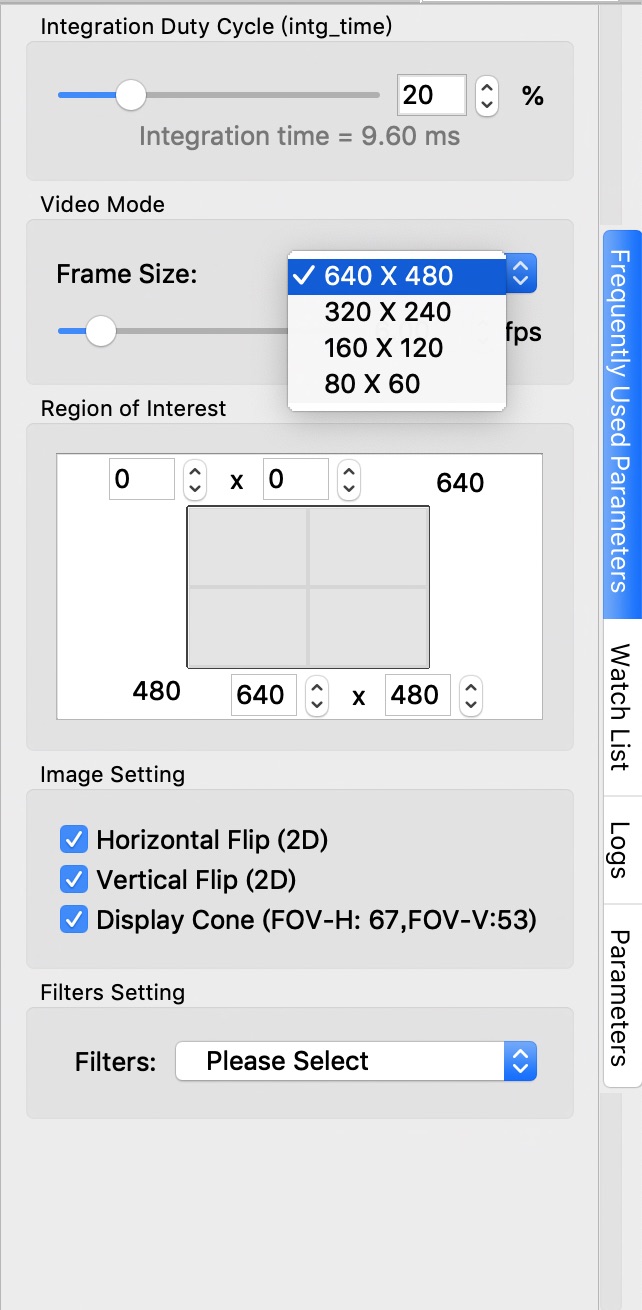 Integration Duty Cycle (intg_time)
20 %
Integration time = 9.60 ms
Video Mode
Frame Size:
✓ 640 X 480
320 X 240
160 X 120
80 X 60
fps
Region of Interest
0 x 0 640
480 640 x 480
Image Setting
Horizontal Flip (2D)
Vertical Flip (2D)
Display Cone (FOV-H: 67,FOV-V:53)
Filters Setting
Filters: Please Select
Frequently Used Parameters
Watch List
Logs
Parameters